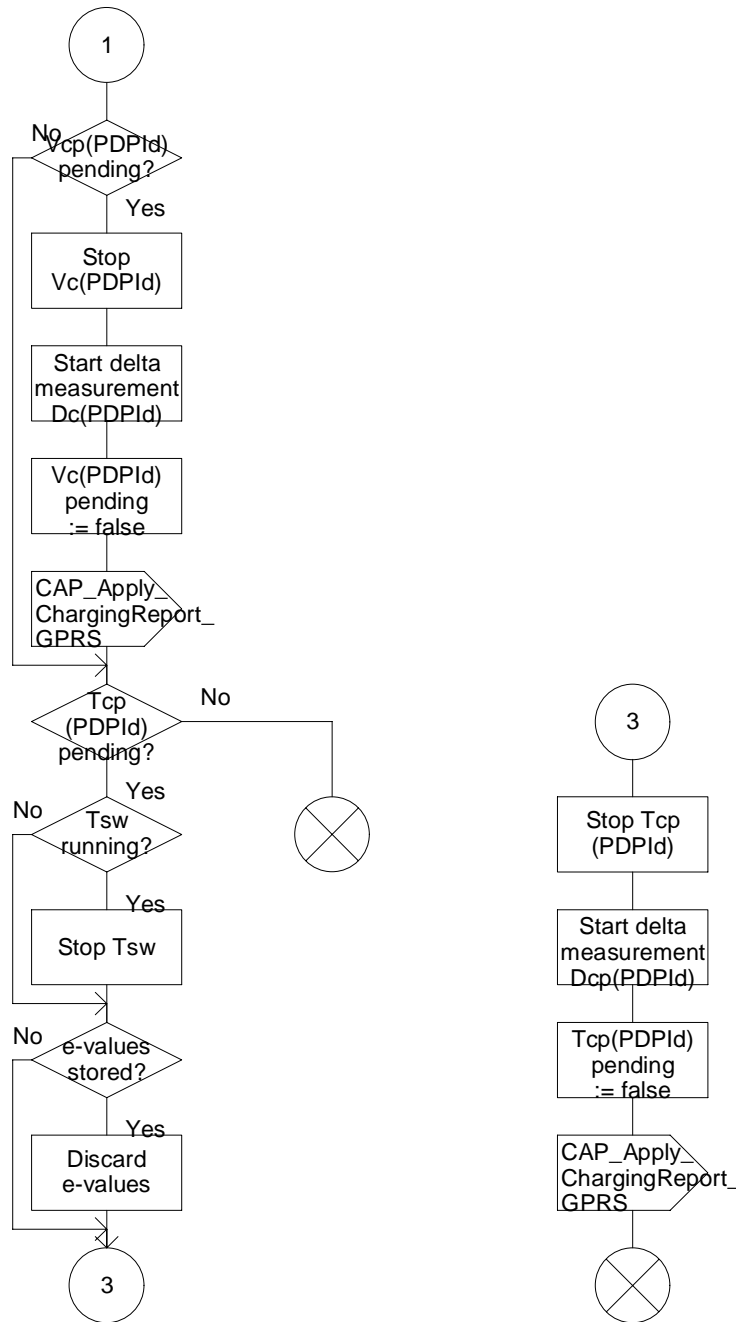 1
No
Vcp(PDPId)
pending?
Yes
Stop
Vc(PDPId)
Start delta
measurement
Dc(PDPId)
Vc(PDPId)
pending
:= false
CAP_Apply_
ChargingReport_
GPRS
Tcp
(PDPId)
pending?
No
Yes
No
Tsw
running?
Yes
Stop Tsw
No
e-values
stored?
Yes
Discard
e-values
3
3
Stop Tcp
(PDPId)
Start delta
measurement
Dcp(PDPId)
Tcp(PDPId)
pending
:= false
CAP_Apply_
ChargingReport_
GPRS